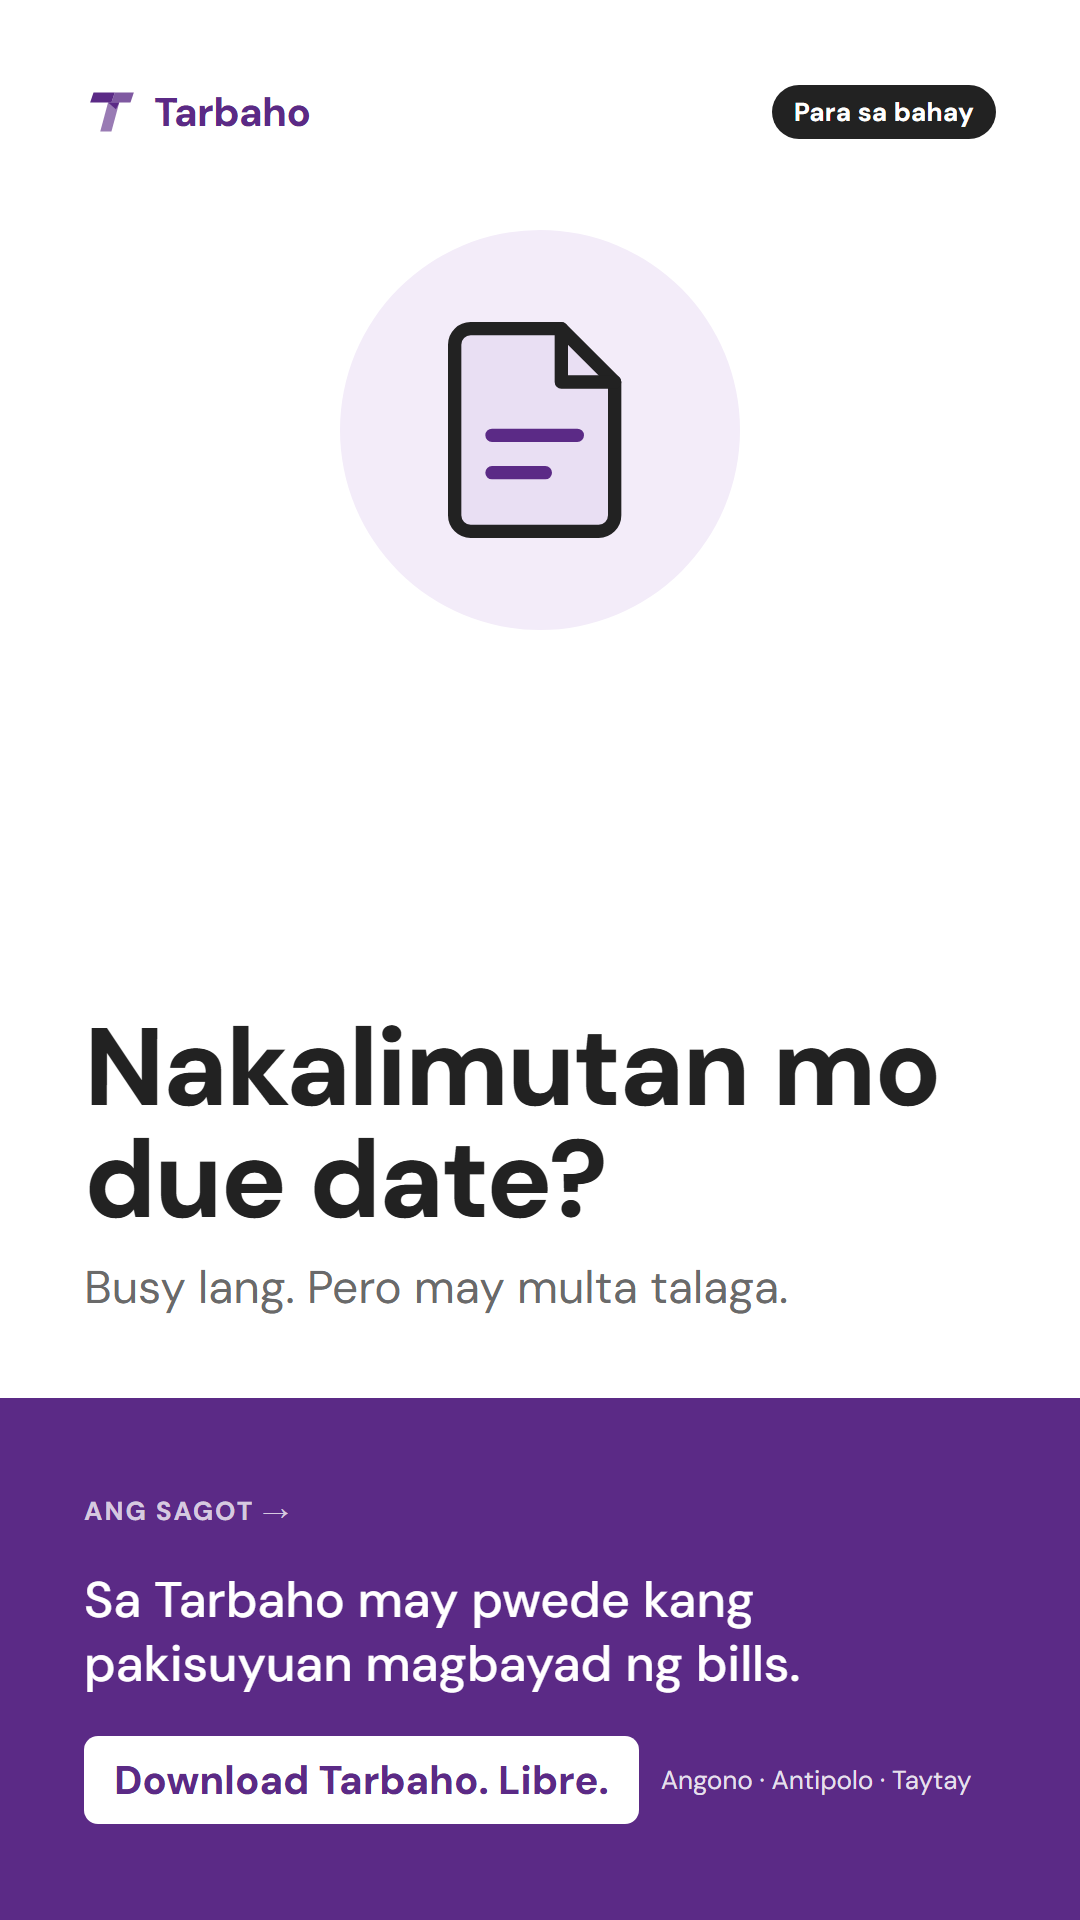 Tarbaho
Para sa bahay
Nakalimutan mo
due date?
Busy lang. Pero may multa talaga.
ANG SAGOT →
Sa Tarbaho may pwede kang
pakisuyuan magbayad ng bills.
Download Tarbaho. Libre.
Angono · Antipolo · Taytay